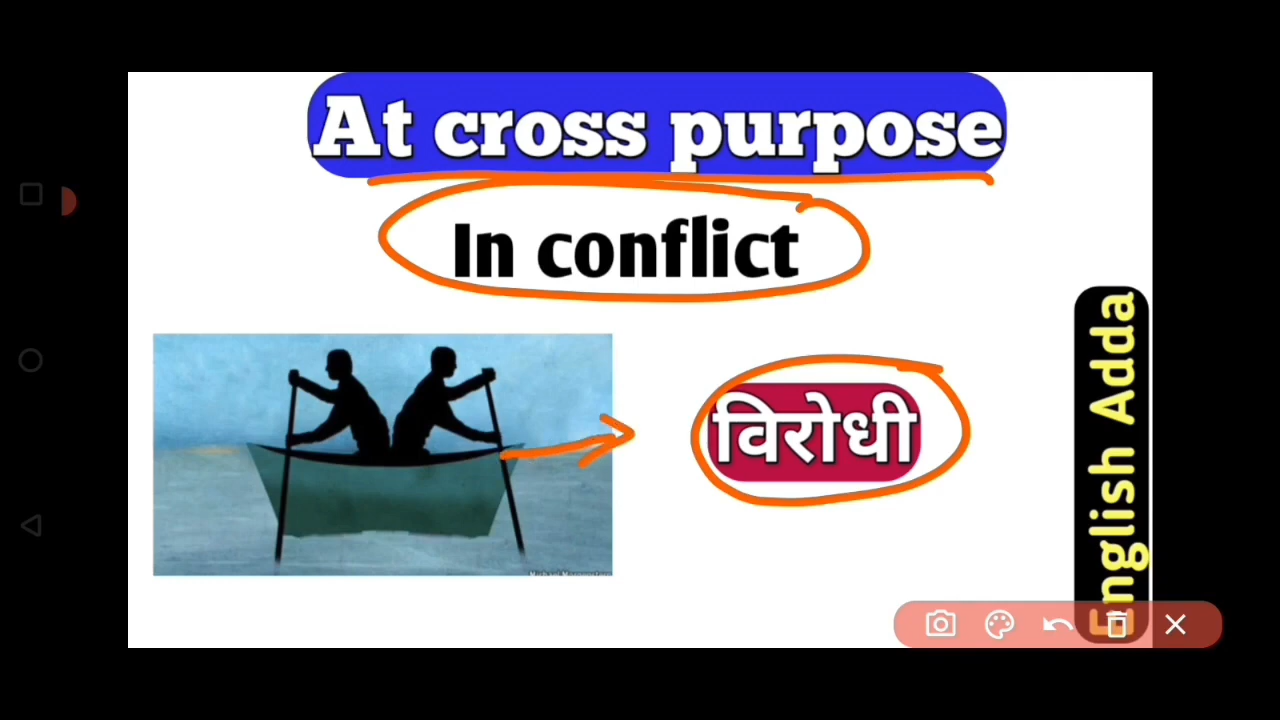 At cross purpose
In conflict
विरोधी
English Adda